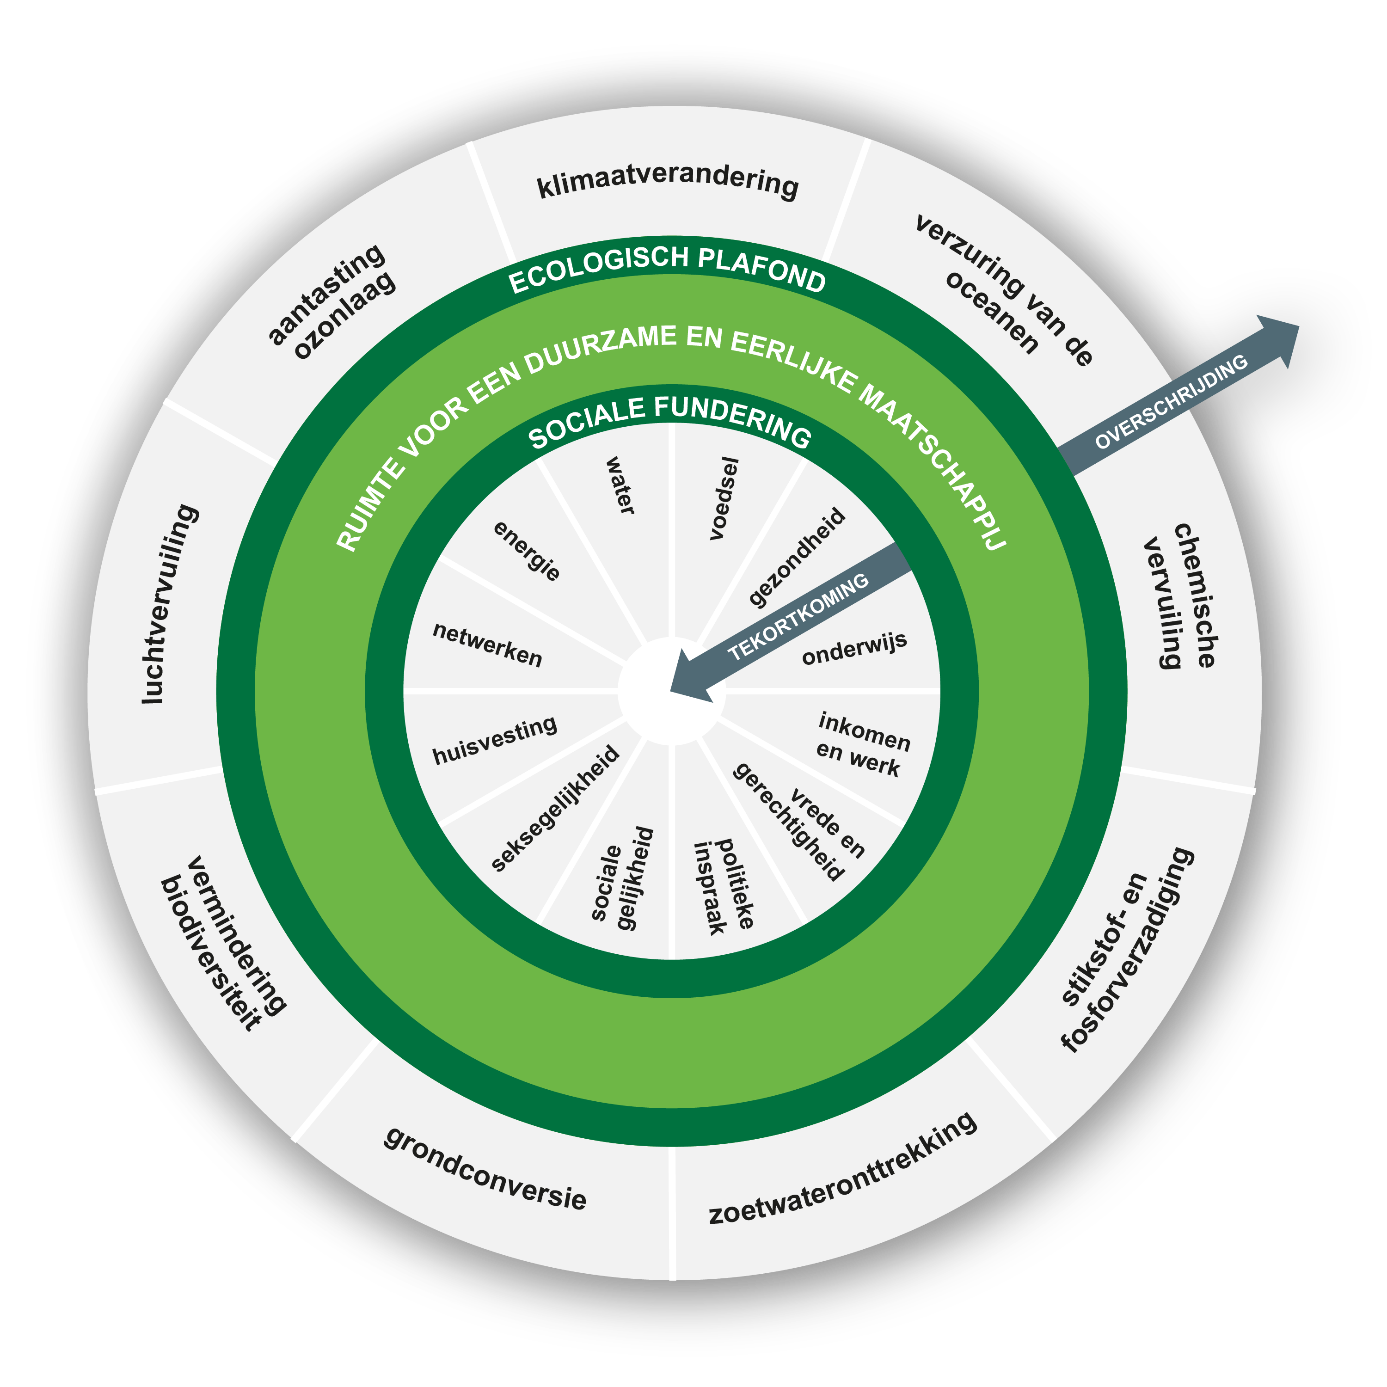 klimaatverandering
verzuring van de
oceanen
OVERSCHRIJDING
chemische
vervuiling
stikstof- en
fosforverzadiging
zoetwateronttrekking
grondconversie
vermindering
biodiversiteit
luchtvervuiling
aantasting
ozonlaag
ECOLOGISCH PLAFOND
RUIMTE VOOR EEN DUURZAME EN EERLIJKE MAATSCHAPPIJ
SOCIALE FUNDERING
water
voedsel
gezondheid
TEKORTKOMING
onderwijs
inkomen
en werk
vrede en
gerechtigheid
politieke
inspraak
sociale
gelijkheid
seksegelijkheid
huisvesting
netwerken
energie